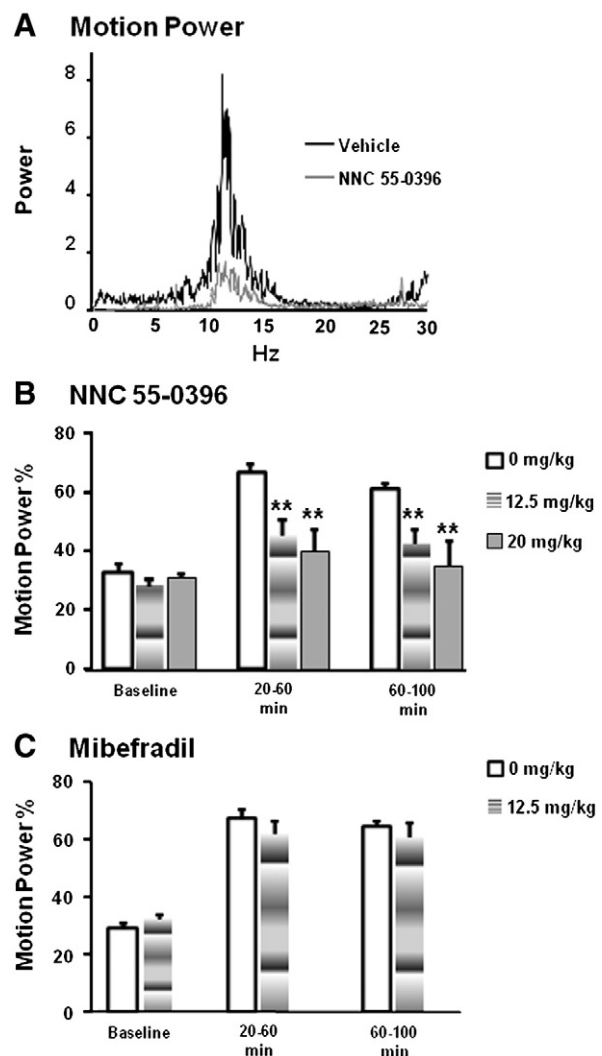 A Motion Power
8
6
4
2
0
Power
Vehicle
NNC 55-0396
0 5 10 15 20 25 30
Hz
B NNC 55-0396
80
60
40
20
0
Motion Power %
** **
** **
0 mg/kg
12.5 mg/kg
20 mg/kg
Baseline 20-60 min 60-100 min
C Mibefradil
80
60
40
20
0
Motion Power %
0 mg/kg
12.5 mg/kg
Baseline 20-60 min 60-100 min